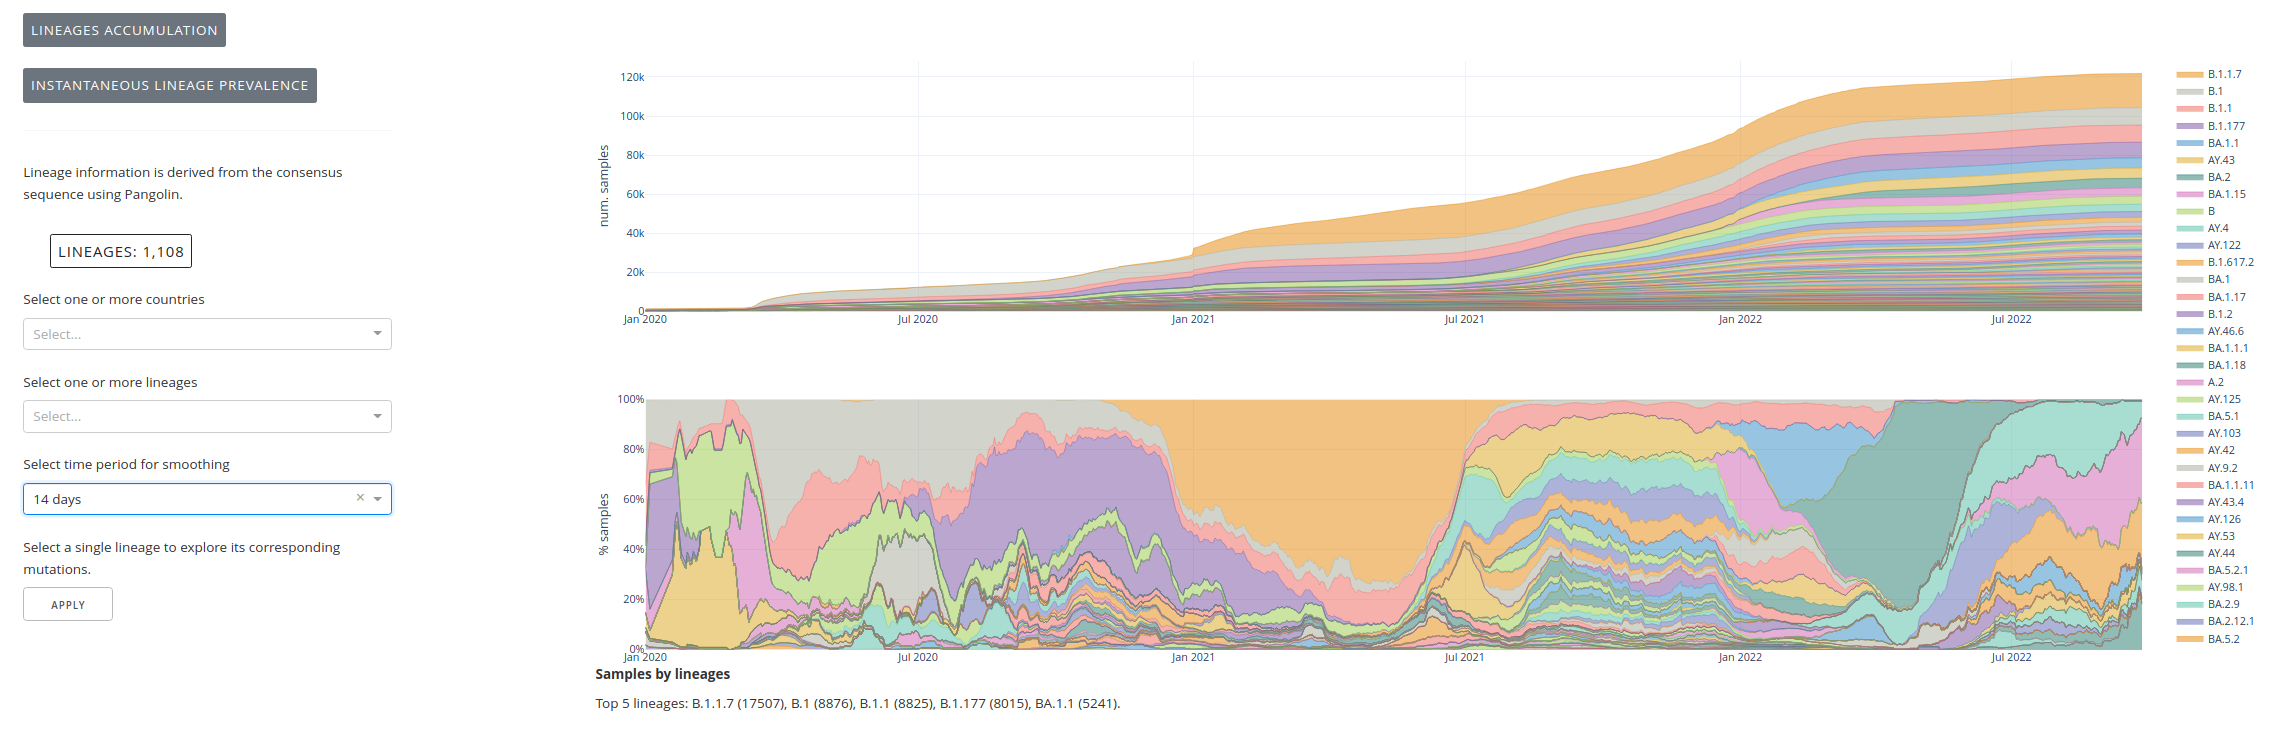 LINEAGES ACCUMULATION
INSTANTANEOUS LINEAGE PREVALENCE
Lineage information is derived from the consensus
sequence using Pangolin.
LINEAGES: 1,108
Select one or more countries
Select...
Select one or more lineages
Select...
Select time period for smoothing
14 days ×
Select a single lineage to explore its corresponding
mutations.
APPLY
num. samples
120k
100k
80k
60k
40k
20k
0
Jan 2020 Jul 2020 Jan 2021 Jul 2021 Jan 2022 Jul 2022
% samples
100%
80%
60%
40%
20%
0%
Jan 2020 Jul 2020 Jan 2021 Jul 2021 Jan 2022 Jul 2022
B.1.1.7
B.1
B.1.1
B.1.177
BA.1.1
AY.43
BA.2
BA.1.15
B
AY.4
AY.122
B.1.617.2
BA.1
BA.1.17
B.1.2
AY.46.6
BA.1.1.1
BA.1.18
A.2
AY.125
BA.5.1
AY.103
AY.42
AY.9.2
BA.1.1.11
AY.43.4
AY.126
AY.53
AY.44
BA.5.2.1
AY.98.1
BA.2.9
BA.2.12.1
BA.5.2
Samples by lineages
Top 5 lineages: B.1.1.7 (17507), B.1 (8876), B.1.1 (8825), B.1.177 (8015), BA.1.1 (5241).